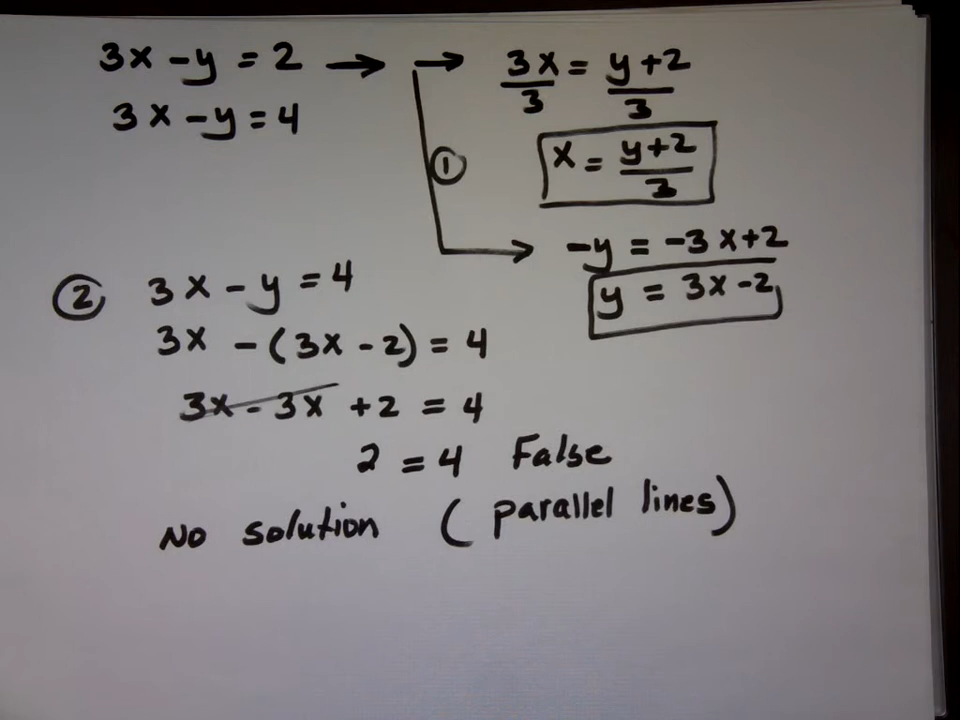 3x - y = 2 → → 3x/3 = y+2/3
3x - y = 4
① x = y+2/3
-y = -3x+2
y = 3x-2
② 3x - y = 4
3x - (3x - 2) = 4
3x - 3x + 2 = 4
2 = 4 False
No solution (parallel lines)